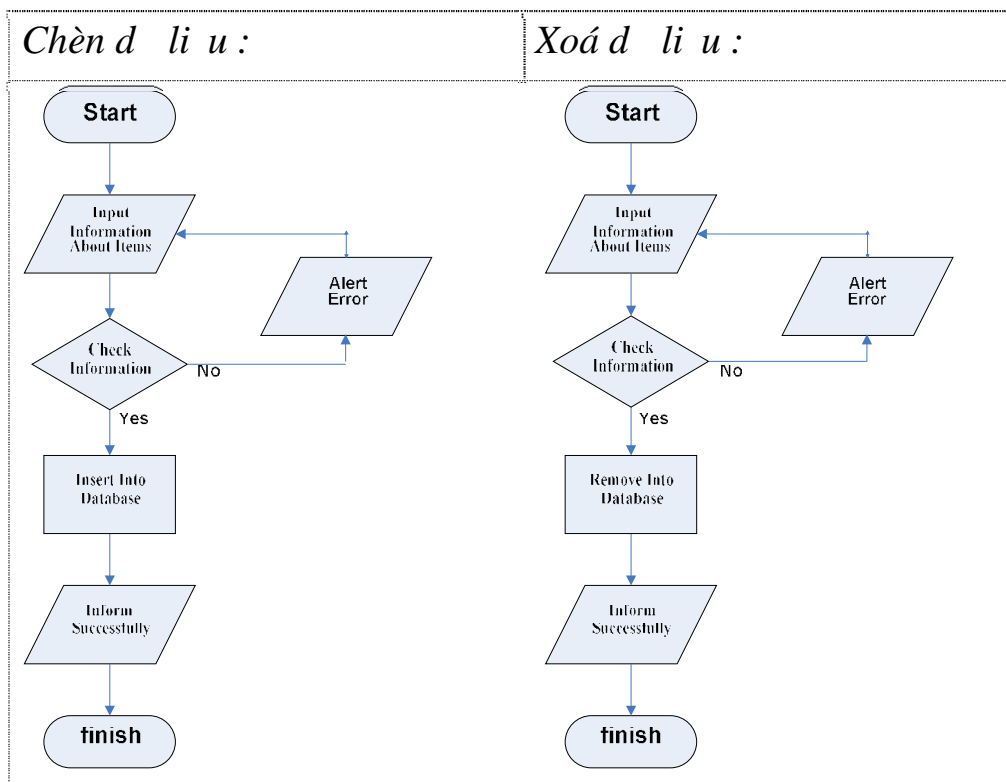 Chèn d li u :
Start
Input
Information
About Items
Alert
Error
Check
Information
No
Yes
Insert Into
Database
Inform
Successfully
finish
Xoá d li u :
Start
Input
Information
About Items
Alert
Error
Check
Information
No
Yes
Remove Into
Database
Inform
Successfully
finish